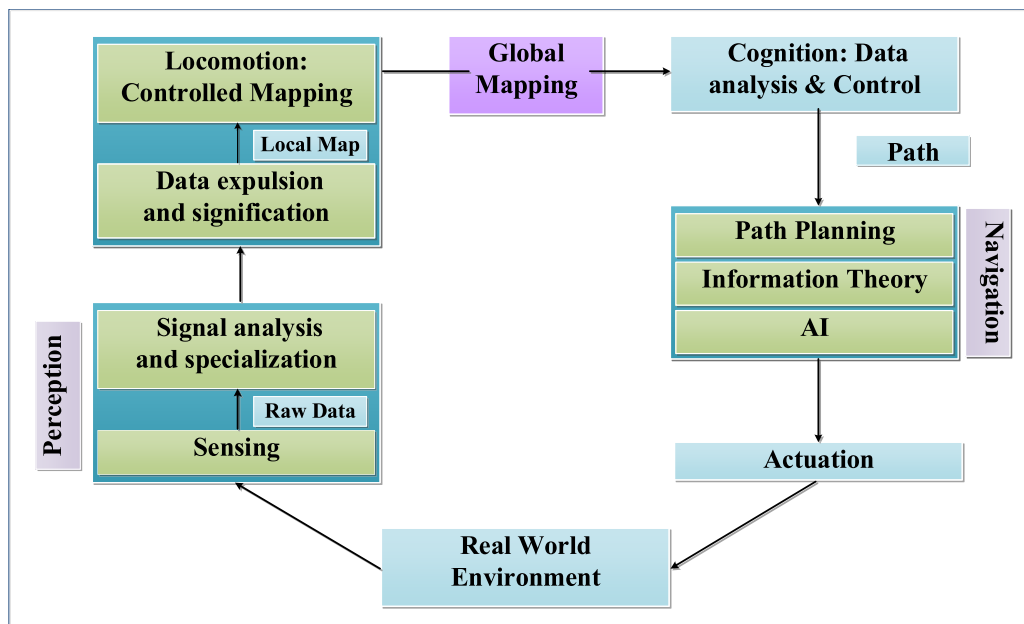 Locomotion:
Controlled Mapping
Local Map
Data expulsion
and signification
Global
Mapping
Cognition: Data
analysis & Control
Path
Path Planning
Information Theory
AI
Navigation
Perception
Signal analysis
and specialization
Raw Data
Sensing
Actuation
Real World
Environment